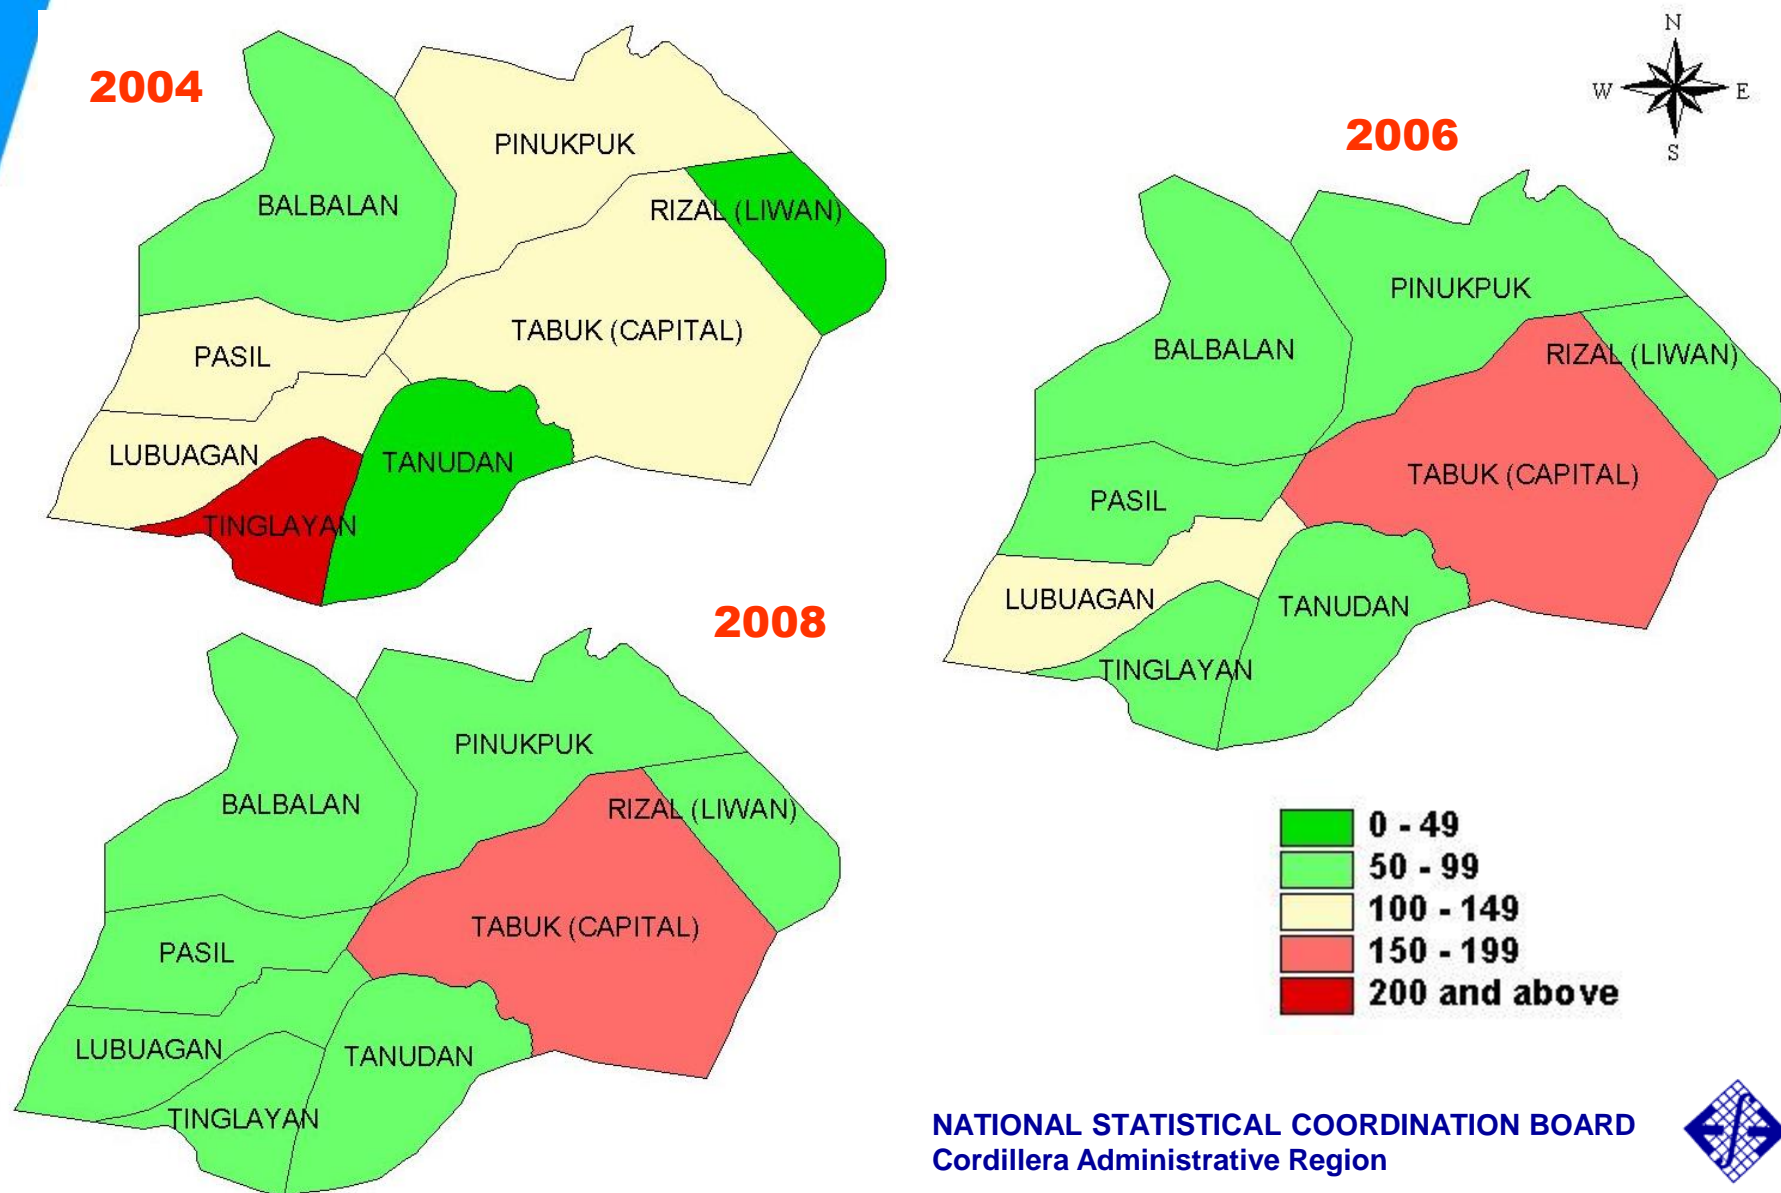 2004
PINUKPUK
BALBALAN
RIZAL (LIWAN)
TABUK (CAPITAL)
PASIL
LUBUAGAN
TANUDAN
TINGLAYAN
N
W E
S
2006
PINUKPUK
BALBALAN
RIZAL (LIWAN)
TABUK (CAPITAL)
PASIL
LUBUAGAN
TANUDAN
TINGLAYAN
2008
PINUKPUK
BALBALAN
RIZAL (LIWAN)
TABUK (CAPITAL)
PASIL
LUBUAGAN
TANUDAN
TINGLAYAN
0 - 49
50 - 99
100 - 149
150 - 199
200 and above
NATIONAL STATISTICAL COORDINATION BOARD
Cordillera Administrative Region